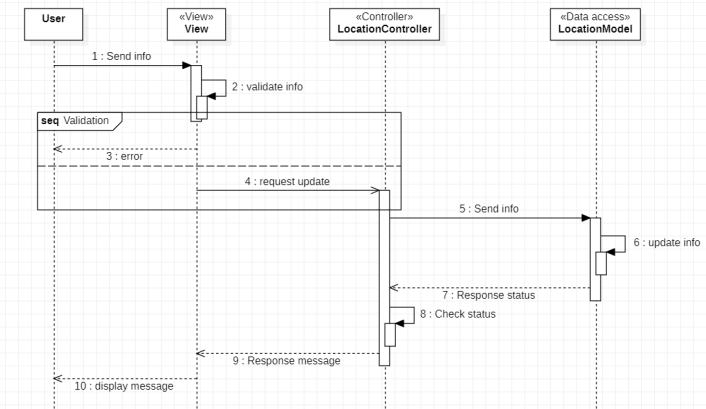 User
«View»
View
«Controller»
LocationController
«Data access»
LocationModel
1 : Send info
2 : validate info
seq Validation
3 : error
4 : request update
5 : Send info
6 : update info
7 : Response status
8 : Check status
9 : Response message
10 : display message